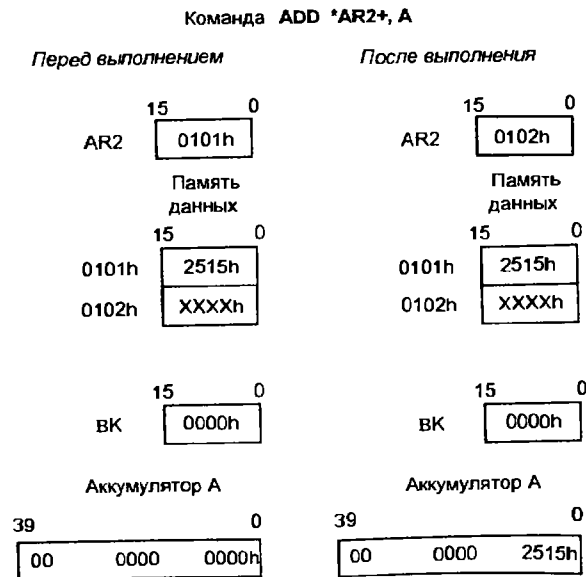 Команда ADD *AR2+, A
Перед выполнением
После выполнения
15 0
AR2 0101h
Память
данных
15 0
0101h 2515h
0102h XXXXh
15 0
BK 0000h
Аккумулятор A
39 0
00 0000 0000h
15 0
AR2 0102h
Память
данных
15 0
0101h 2515h
0102h XXXXh
15 0
BK 0000h
Аккумулятор A
39 0
00 0000 2515h